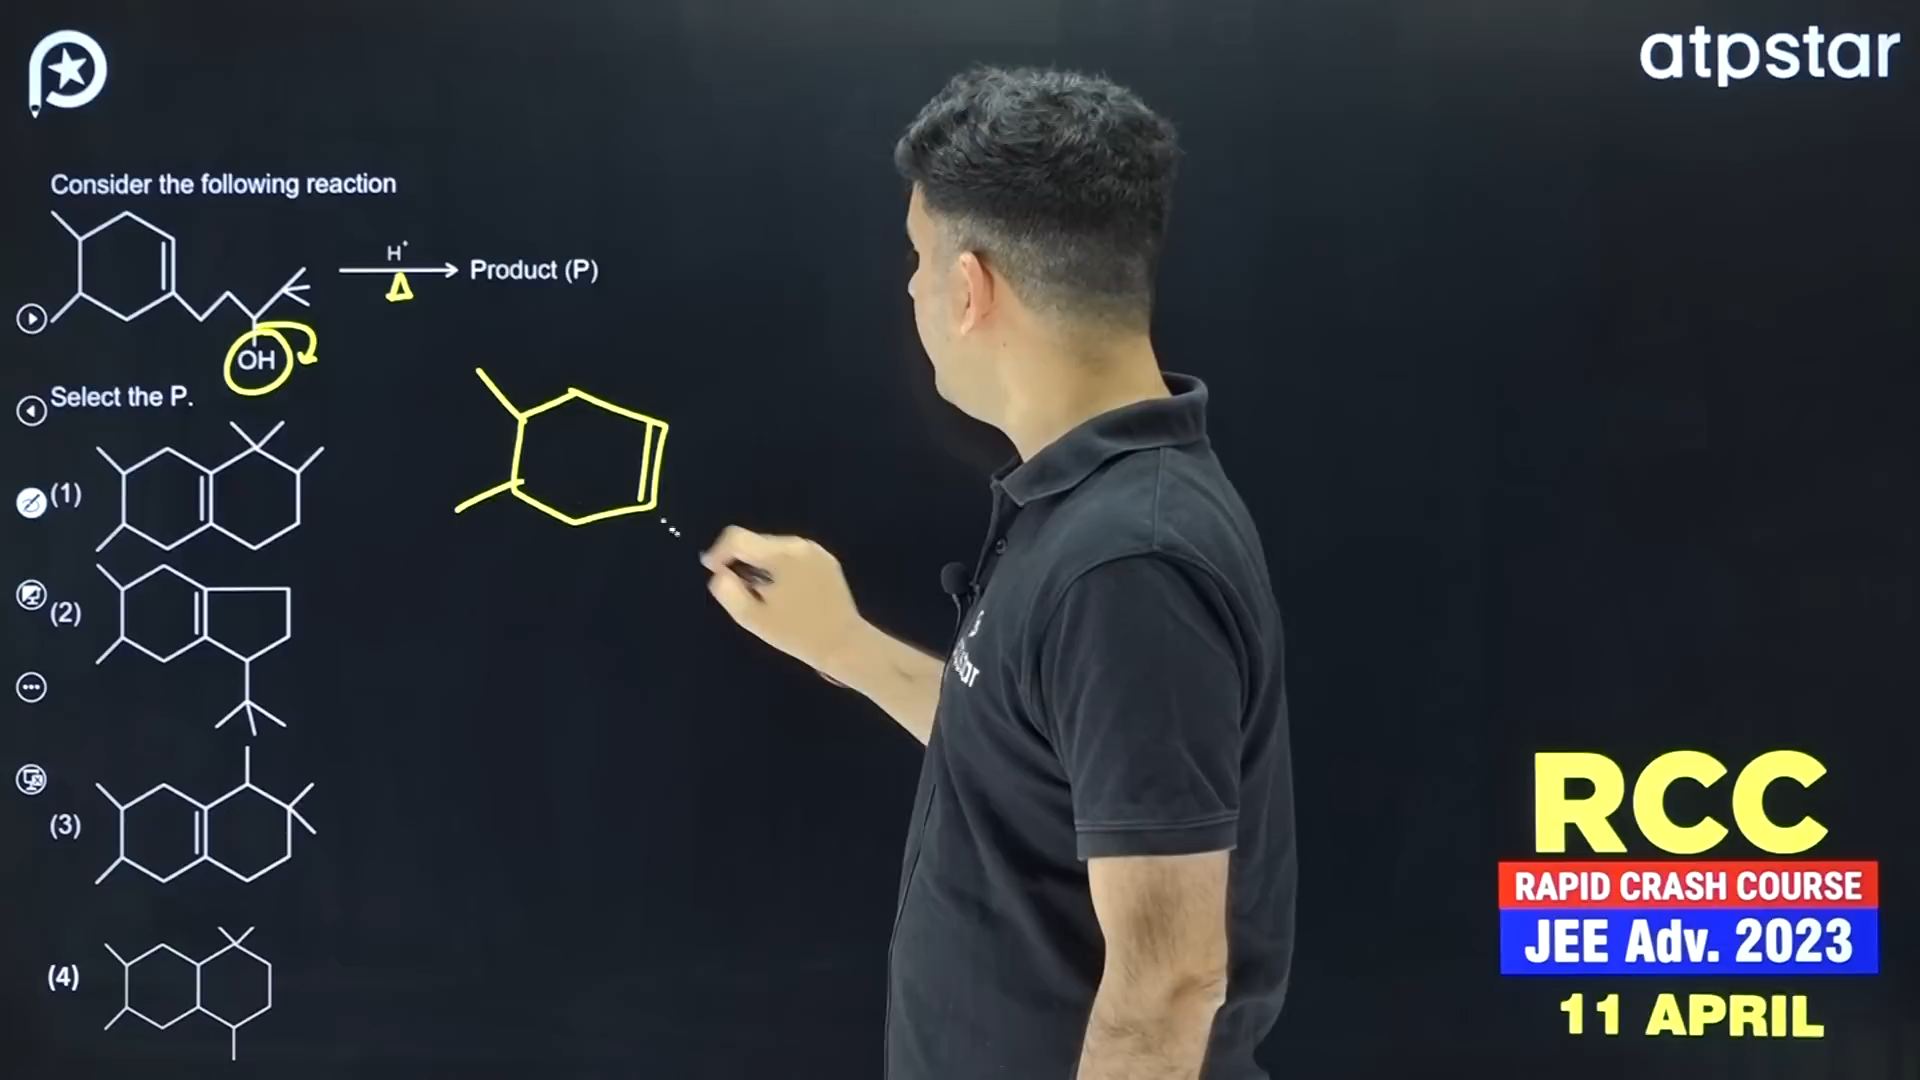 atpstar
Consider the following reaction
H⁺
Δ
Product (P)
OH
Select the P.
(1)
(2)
(3)
(4)
RCC
RAPID CRASH COURSE
JEE Adv. 2023
11 APRIL